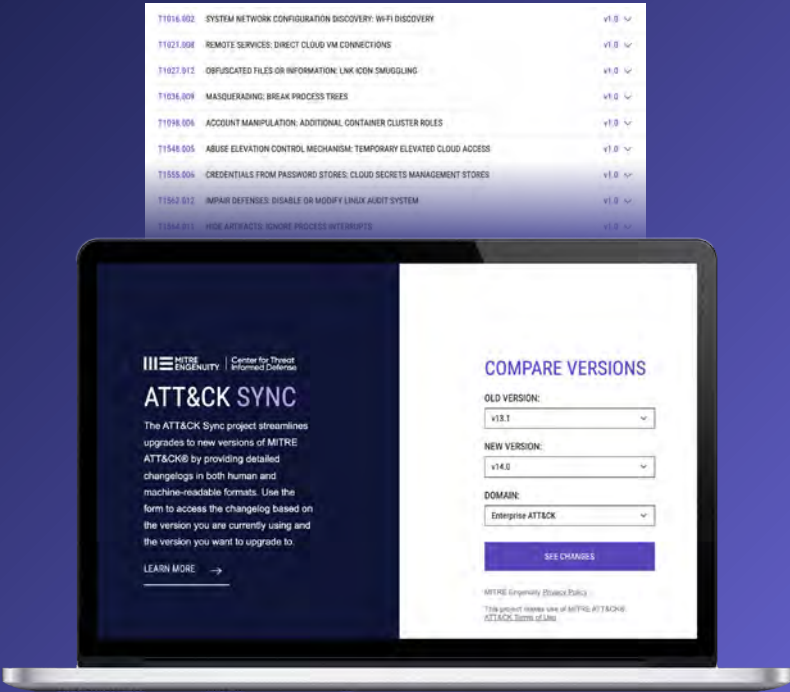 T1016.002 SYSTEM NETWORK CONFIGURATION DISCOVERY: WI-FI DISCOVERY v1.0
T1021.008 REMOTE SERVICES: DIRECT CLOUD VM CONNECTIONS v1.0
T1027.012 OBFUSCATED FILES OR INFORMATION: LNK ICON SMUGGLING v1.0
T1036.009 MASQUERADING: BREAK PROCESS TREES v1.0
T1098.006 ACCOUNT MANIPULATION: ADDITIONAL CONTAINER CLUSTER ROLES v1.0
T1548.005 ABUSE ELEVATION CONTROL MECHANISM: TEMPORARY ELEVATED CLOUD ACCESS v1.0
T1555.006 CREDENTIALS FROM PASSWORD STORES: CLOUD SECRETS MANAGEMENT STORES v1.0
T1562.012 IMPAIR DEFENSES: DISABLE OR MODIFY LINUX AUDIT SYSTEM v1.0
T1564.011 HIDE ARTIFACTS: IGNORE PROCESS INTERRUPTS v1.0
MITRE ENGENUITY | Center for Threat Informed Defense
ATT&CK SYNC
The ATT&CK Sync project streamlines
upgrades to new versions of MITRE
ATT&CK® by providing detailed
changelogs in both human and
machine-readable formats. Use the
form to access the changelog based on
the version you are currently using and
the version you want to upgrade to.
LEARN MORE →
COMPARE VERSIONS
OLD VERSION:
v13.1
NEW VERSION:
v14.0
DOMAIN:
Enterprise ATT&CK
SEE CHANGES
MITRE Engenuity Privacy Policy
This project makes use of MITRE ATT&CK®
ATT&CK Terms of Use